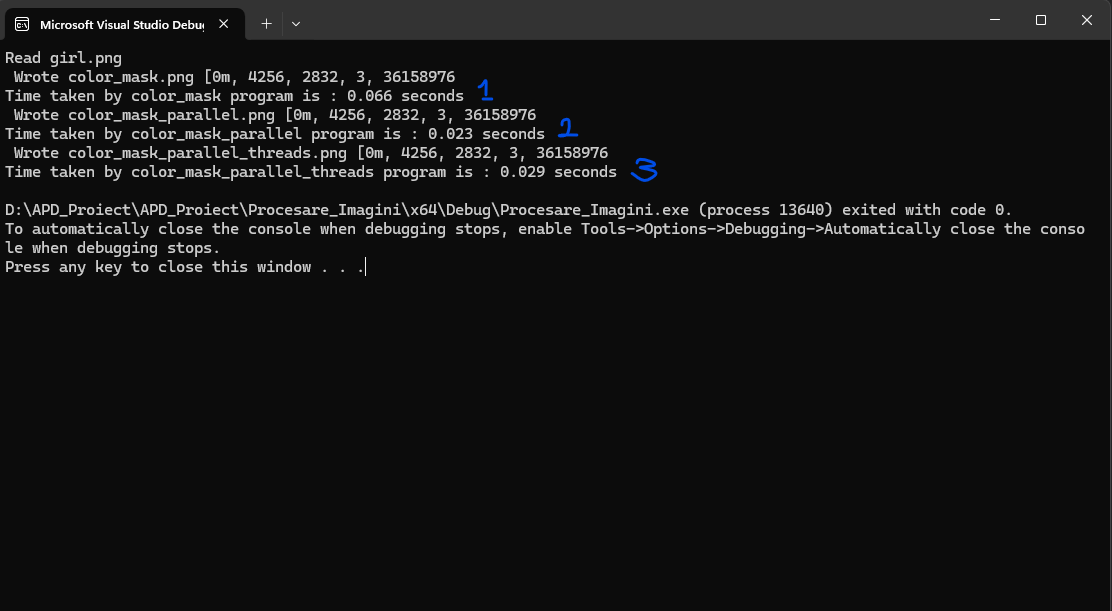 Microsoft Visual Studio Debug
Read girl.png
Wrote color_mask.png [0m, 4256, 2832, 3, 36158976
Time taken by color_mask program is : 0.066 seconds 1
Wrote color_mask_parallel.png [0m, 4256, 2832, 3, 36158976
Time taken by color_mask_parallel program is : 0.023 seconds 2
Wrote color_mask_parallel_threads.png [0m, 4256, 2832, 3, 36158976
Time taken by color_mask_parallel_threads program is : 0.029 seconds 3
D:\APD_Proiect\APD_Proiect\Procesare_Imagini\x64\Debug\Procesare_Imagini.exe (process 13640) exited with code 0.
To automatically close the console when debugging stops, enable Tools->Options->Debugging->Automatically close the conso
le when debugging stops.
Press any key to close this window . . .